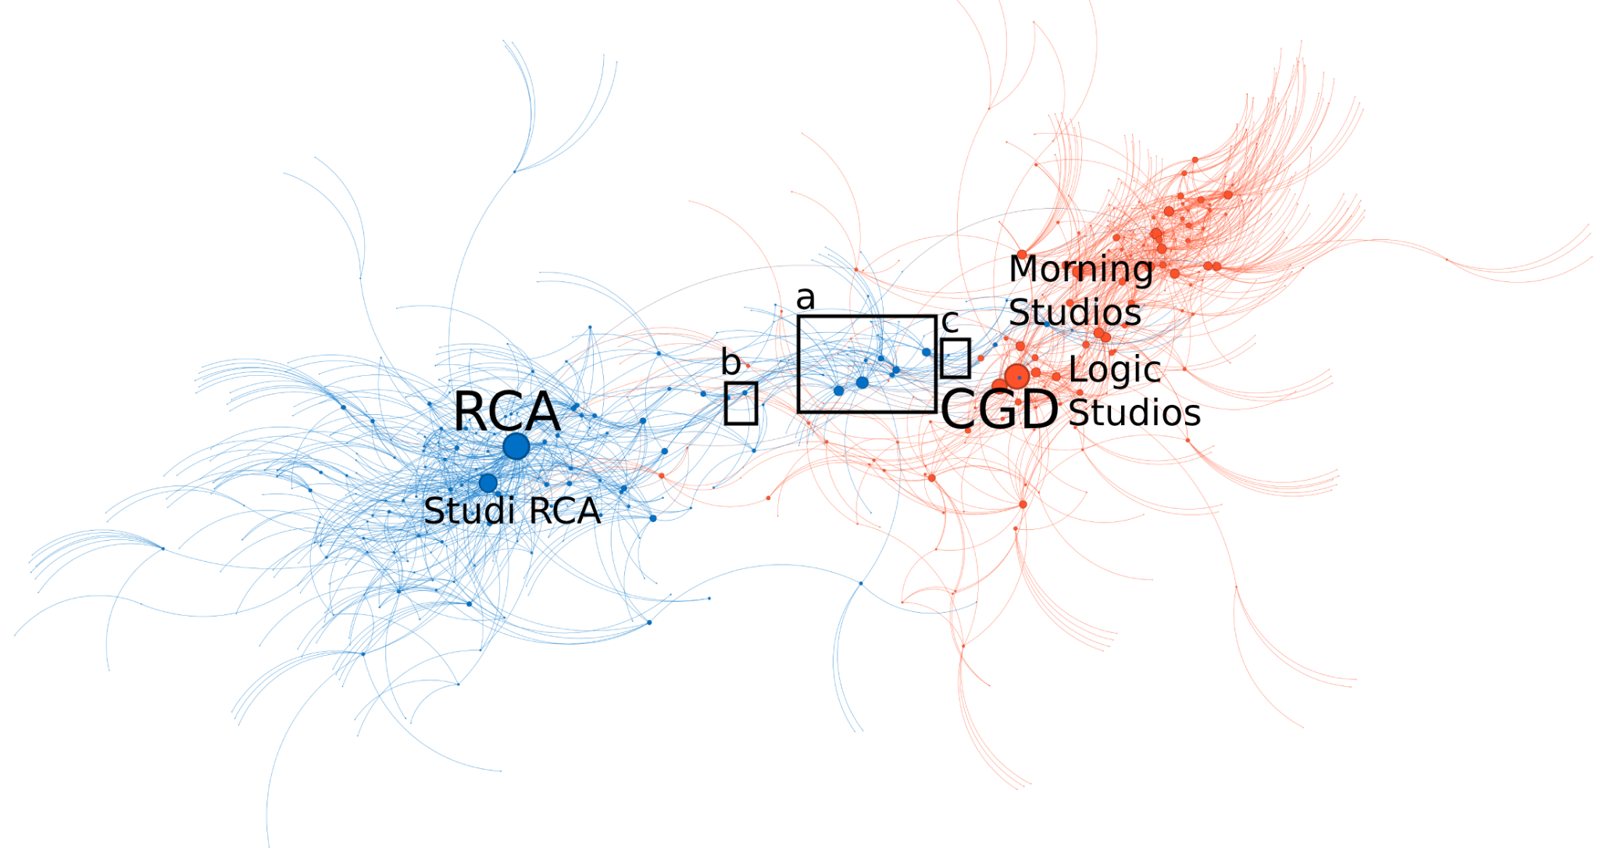 Morning
Studios
a
c
b
Logic
Studios
RCA
CGD
Studi RCA